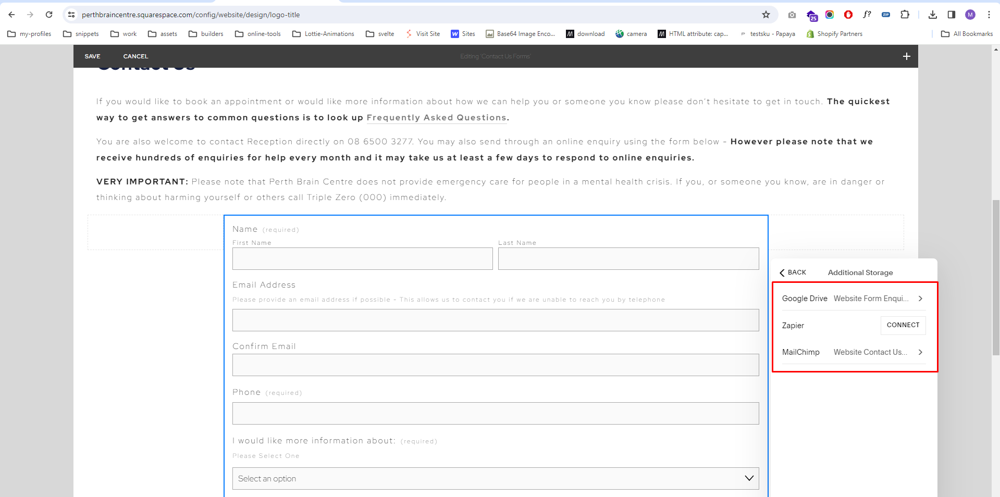 perthbraincentre.squarespace.com/config/website/design/logo-title
25
f?
ZIP
M
my-profiles
snippets
work
assets
builders
online-tools
Lottie-Animations
svelte
Visit Site
W
Sites
Base64 Image Enco...
M
download
camera
M
HTML attribute: cap...
P
testsku - Papaya
Shopify Partners
All Bookmarks
SAVE
CANCEL
Editing 'Contact Us Forms'
+
Contact Us
If you would like to book an appointment or would like more information about how we can help you or someone you know please don't hesitate to get in touch. The quickest
way to get answers to common questions is to look up Frequently Asked Questions.
You are also welcome to contact Reception directly on 08 6500 3277. You may also send through an online enquiry using the form below - However please note that we
receive hundreds of enquiries for help every month and it may take us at least a few days to respond to online enquiries.
VERY IMPORTANT: Please note that Perth Brain Centre does not provide emergency care for people in a mental health crisis. If you, or someone you know, are in danger or
thinking about harming yourself or others call Triple Zero (000) immediately.
Name (required)
First Name
Last Name
Email Address
Please provide an email address if possible - This allows us to contact you if we are unable to reach you by telephone
Confirm Email
Phone (required)
I would like more information about: (required)
Please Select One
Select an option
BACK
Additional Storage
Google Drive Website Form Enqui...
Zapier CONNECT
MailChimp Website Contact Us...